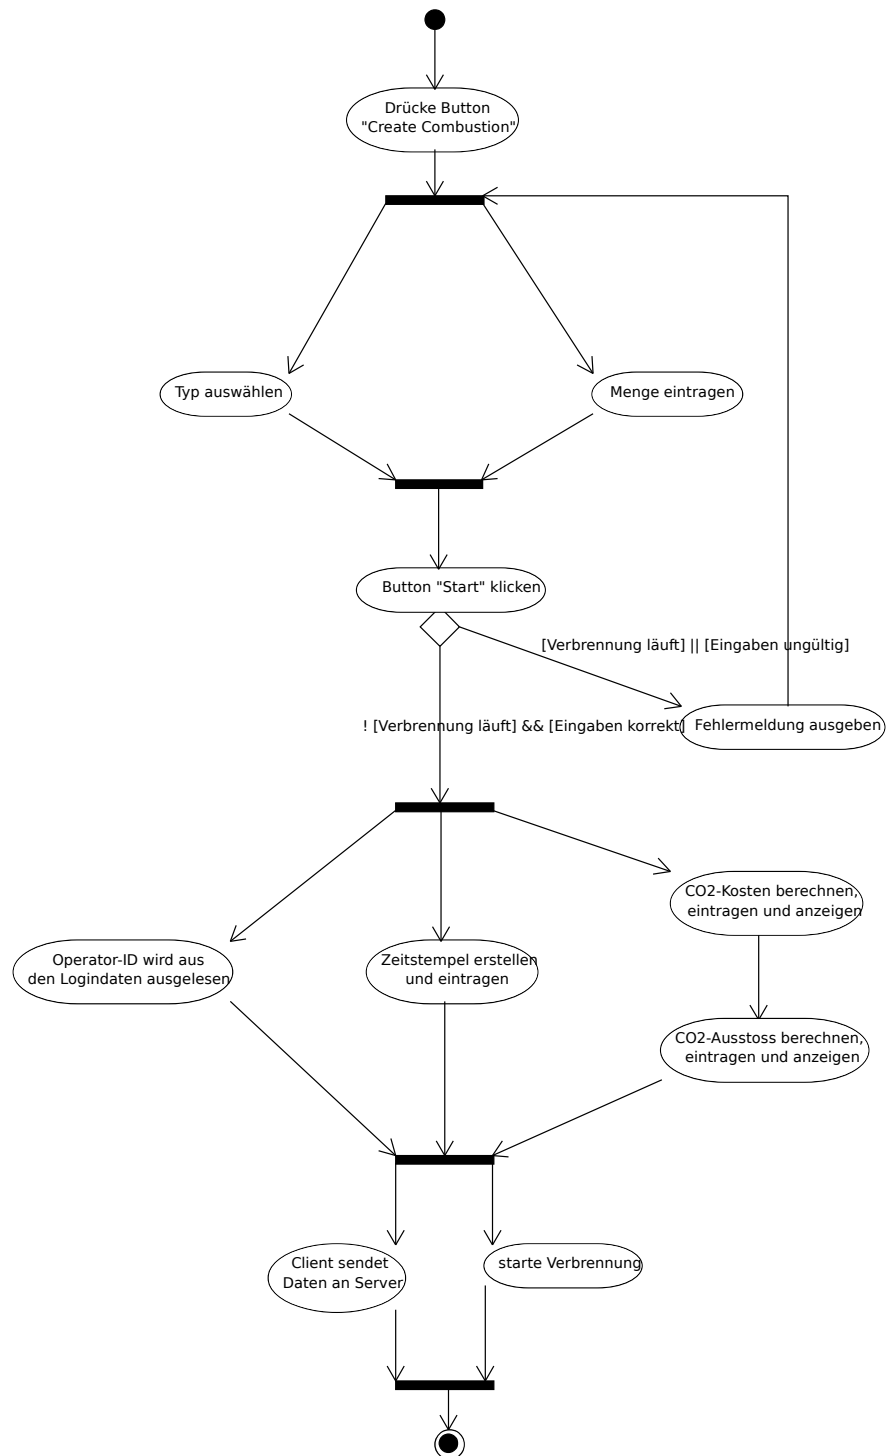 Drücke Button
"Create Combustion"
Typ auswählen
Menge eintragen
Button "Start" klicken
[Verbrennung läuft] || [Eingaben ungültig]
! [Verbrennung läuft] && [Eingaben korrekt]
Fehlermeldung ausgeben
CO2-Kosten berechnen,
eintragen und anzeigen
Operator-ID wird aus
den Logindaten ausgelesen
Zeitstempel erstellen
und eintragen
CO2-Ausstoss berechnen,
eintragen und anzeigen
Client sendet
Daten an Server
starte Verbrennung